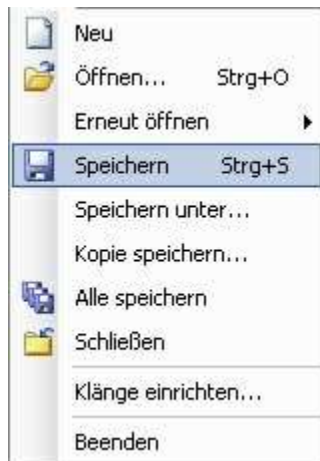 Neu
Öffnen... Strg+O
Erneut öffnen
Speichern Strg+S
Speichern unter...
Kopie speichern...
Alle speichern
Schließen
Klänge einrichten...
Beenden